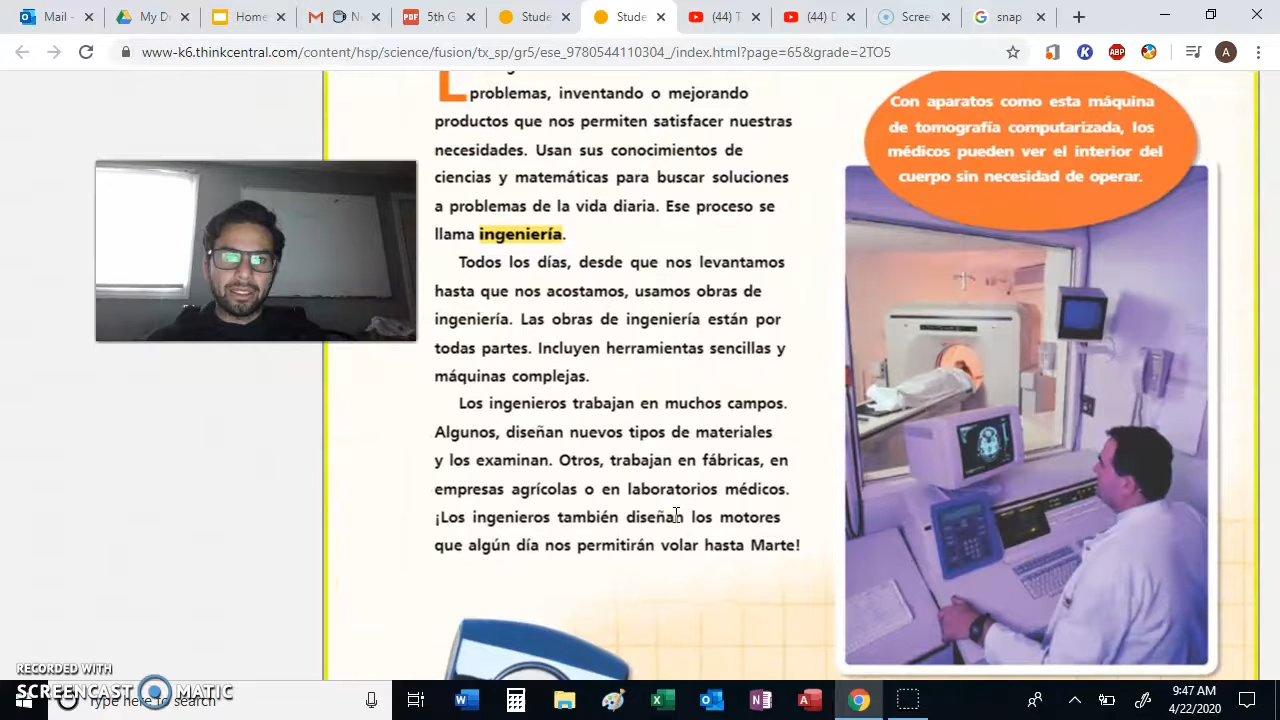 Mail -
My D
Home
N
5th G
Stude
Stude
(44) T
(44) D
Scree
snap
www-k6.thinkcentral.com/content/hsp/science/fusion/tx_sp/gr5/ese_9780544110304_/index.html?page=65&grade=2TO5
A
problemas, inventando o mejorando
productos que nos permiten satisfacer nuestras
necesidades. Usan sus conocimientos de
ciencias y matemáticas para buscar soluciones
a problemas de la vida diaria. Ese proceso se
llama ingeniería.
Todos los días, desde que nos levantamos
hasta que nos acostamos, usamos obras de
ingeniería. Las obras de ingeniería están por
todas partes. Incluyen herramientas sencillas y
máquinas complejas.
Los ingenieros trabajan en muchos campos.
Algunos, diseñan nuevos tipos de materiales
y los examinan. Otros, trabajan en fábricas, en
empresas agrícolas o en laboratorios médicos.
¡Los ingenieros también diseñan los motores
que algún día nos permitirán volar hasta Marte!
Con aparatos como esta máquina
de tomografía computarizada, los
médicos pueden ver el interior del
cuerpo sin necesidad de operar.
RECORDED WITH
SCREENCAST MATIC
Type here to search
9:47 AM
4/22/2020